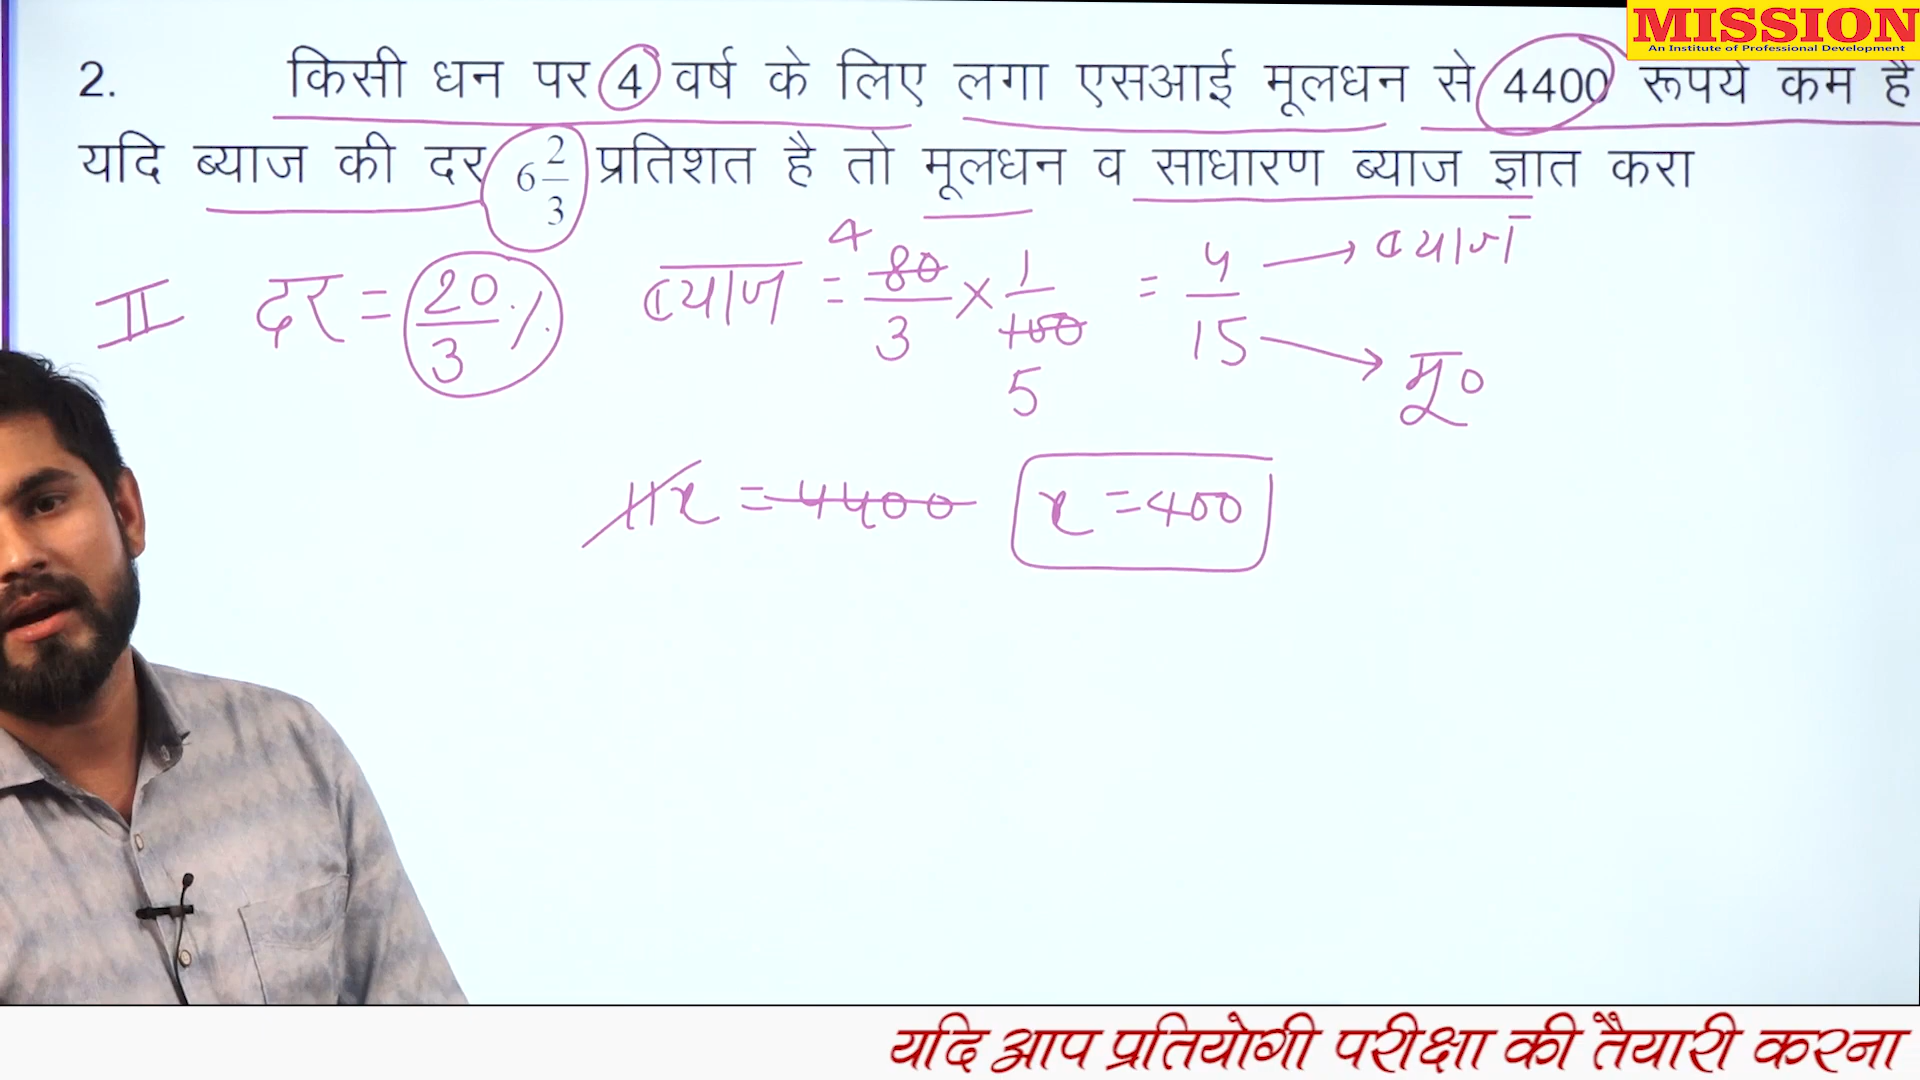 MISSION
An Institute of Professional Development
2. किसी धन पर 4 वर्ष के लिए लगा एसआई मूलधन से 4400 रूपये कम है
यदि ब्याज की दर 6 2/3 प्रतिशत है तो मूलधन व साधारण ब्याज ज्ञात करा
II दर = 20/3 % ब्याज = 80/3 × 1/100 = 4/15 → ब्याज
4
5
→ मू०
11x = 4400 x = 400
यदि आप प्रतियोगी परीक्षा की तैयारी करना